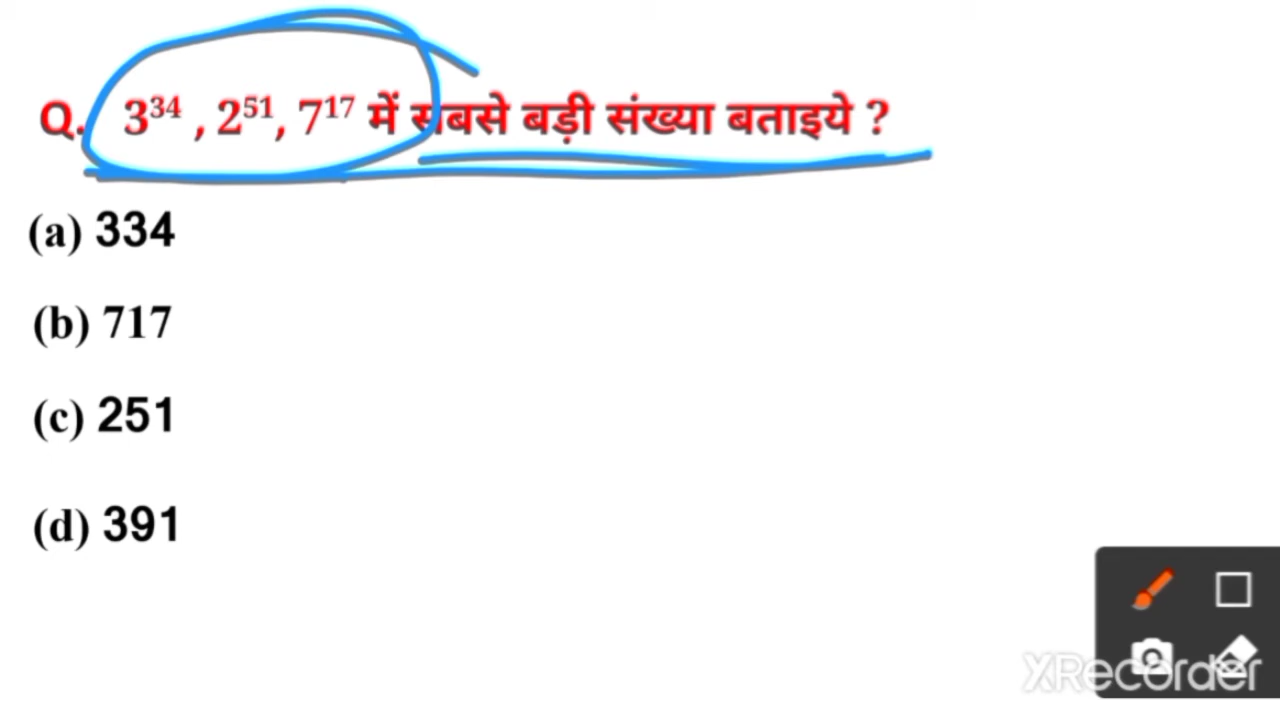 Q. 3³⁴ , 2⁵¹, 7¹⁷ में सबसे बड़ी संख्या बताइये ?
(a) 334
(b) 717
(c) 251
(d) 391
XRecorder